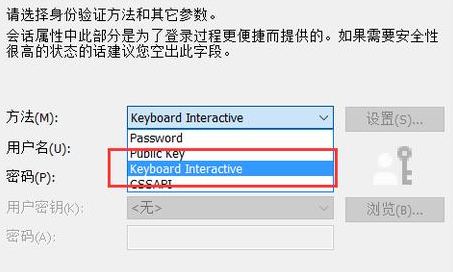 请选择身份验证方法和其它参数。
会话属性中此部分是为了登录过程更便捷而提供的。如果需要安全性
很高的状态的话建议您空出此字段。
方法(M):
Keyboard Interactive
设置(S)...
Password
用户名(U):
Public Key
Keyboard Interactive
密码(P):
GSSAPI
用户密钥(K):
<无>
浏览(B)...
密码(A):